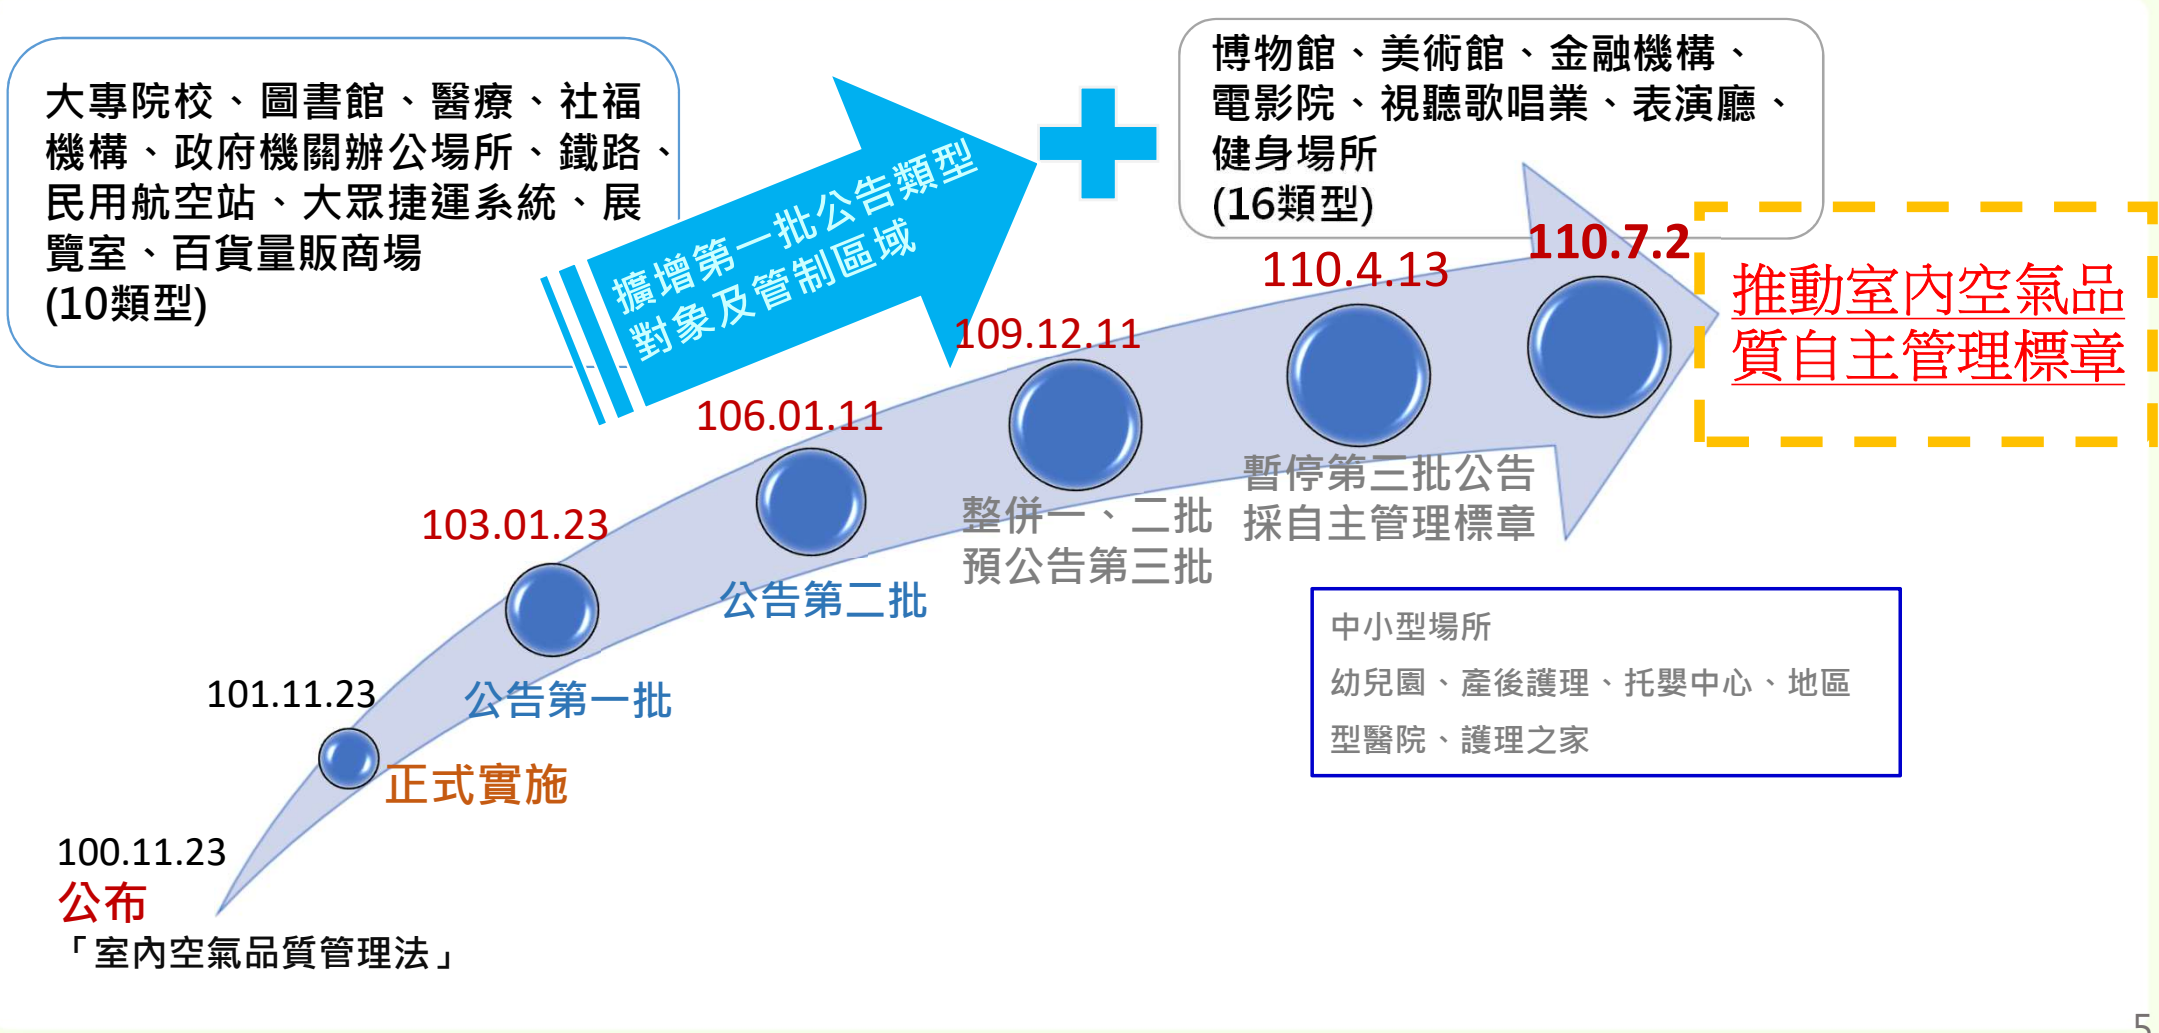 大專院校、圖書館、醫療、社福
機構、政府機關辦公場所、鐵路、
民用航空站、大眾捷運系統、展
覽室、百貨量販商場
(10類型)
擴增第一批公告類型
對象及管制區域
博物館、美術館、金融機構、
電影院、視聽歌唱業、表演廳、
健身場所
(16類型)
110.7.2
推動室內空氣品
質自主管理標章
110.4.13
暫停第三批公告
採自主管理標章
109.12.11
整併一、二批
預公告第三批
106.01.11
公告第二批
103.01.23
公告第一批
101.11.23
正式實施
100.11.23
公布
「室內空氣品質管理法」
中小型場所
幼兒園、產後護理、托嬰中心、地區
型醫院、護理之家
5